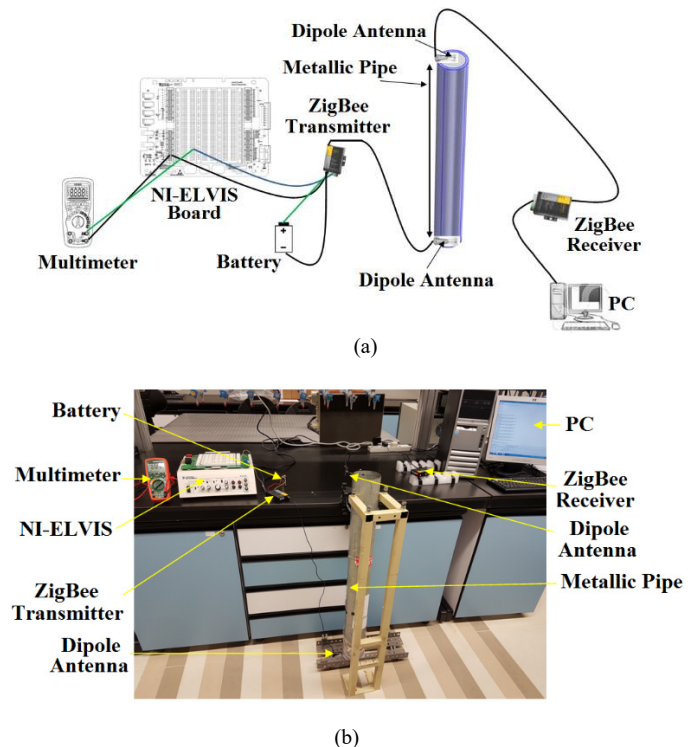 Dipole Antenna
Metallic Pipe
ZigBee
Transmitter
NI-ELVIS
Board
Multimeter
Battery
+
-
Dipole Antenna
ZigBee
Receiver
PC
(a)
Battery
Multimeter
NI-ELVIS
ZigBee
Transmitter
Dipole
Antenna
PC
ZigBee
Receiver
Dipole
Antenna
Metallic Pipe
(b)